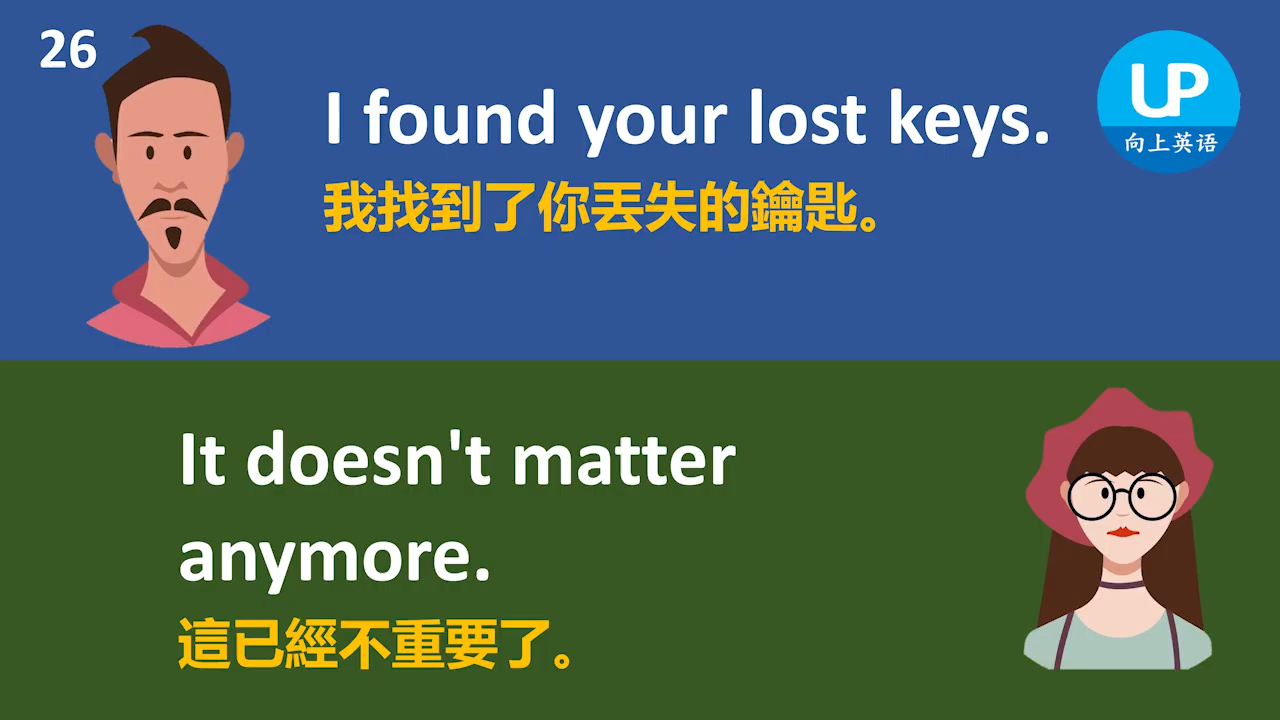 26
I found your lost keys.
我找到了你丟失的鑰匙。
UP
向上英语
It doesn't matter
anymore.
這已經不重要了。